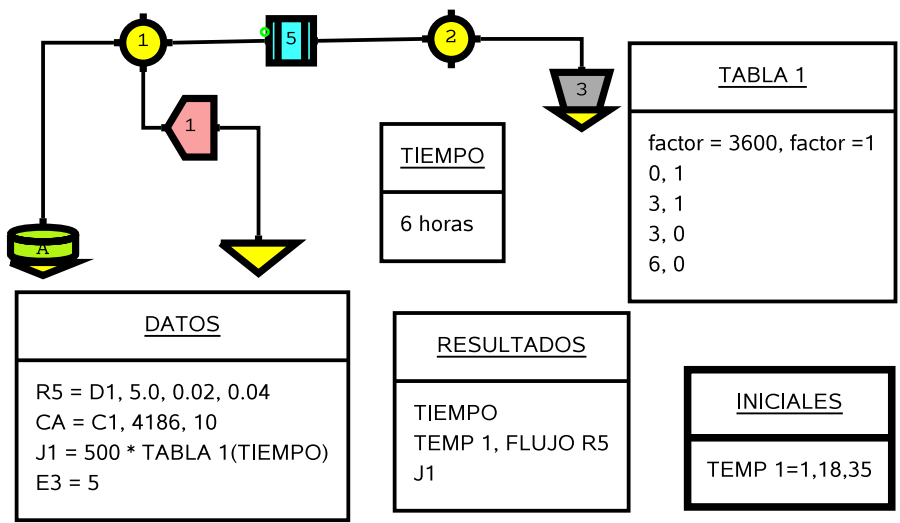 1
5
2
3
1
A
TABLA 1
factor = 3600, factor =1
0, 1
3, 1
3, 0
6, 0
TIEMPO
6 horas
DATOS
R5 = D1, 5.0, 0.02, 0.04
CA = C1, 4186, 10
J1 = 500 * TABLA 1(TIEMPO)
E3 = 5
RESULTADOS
TIEMPO
TEMP 1, FLUJO R5
J1
INICIALES
TEMP 1=1,18,35